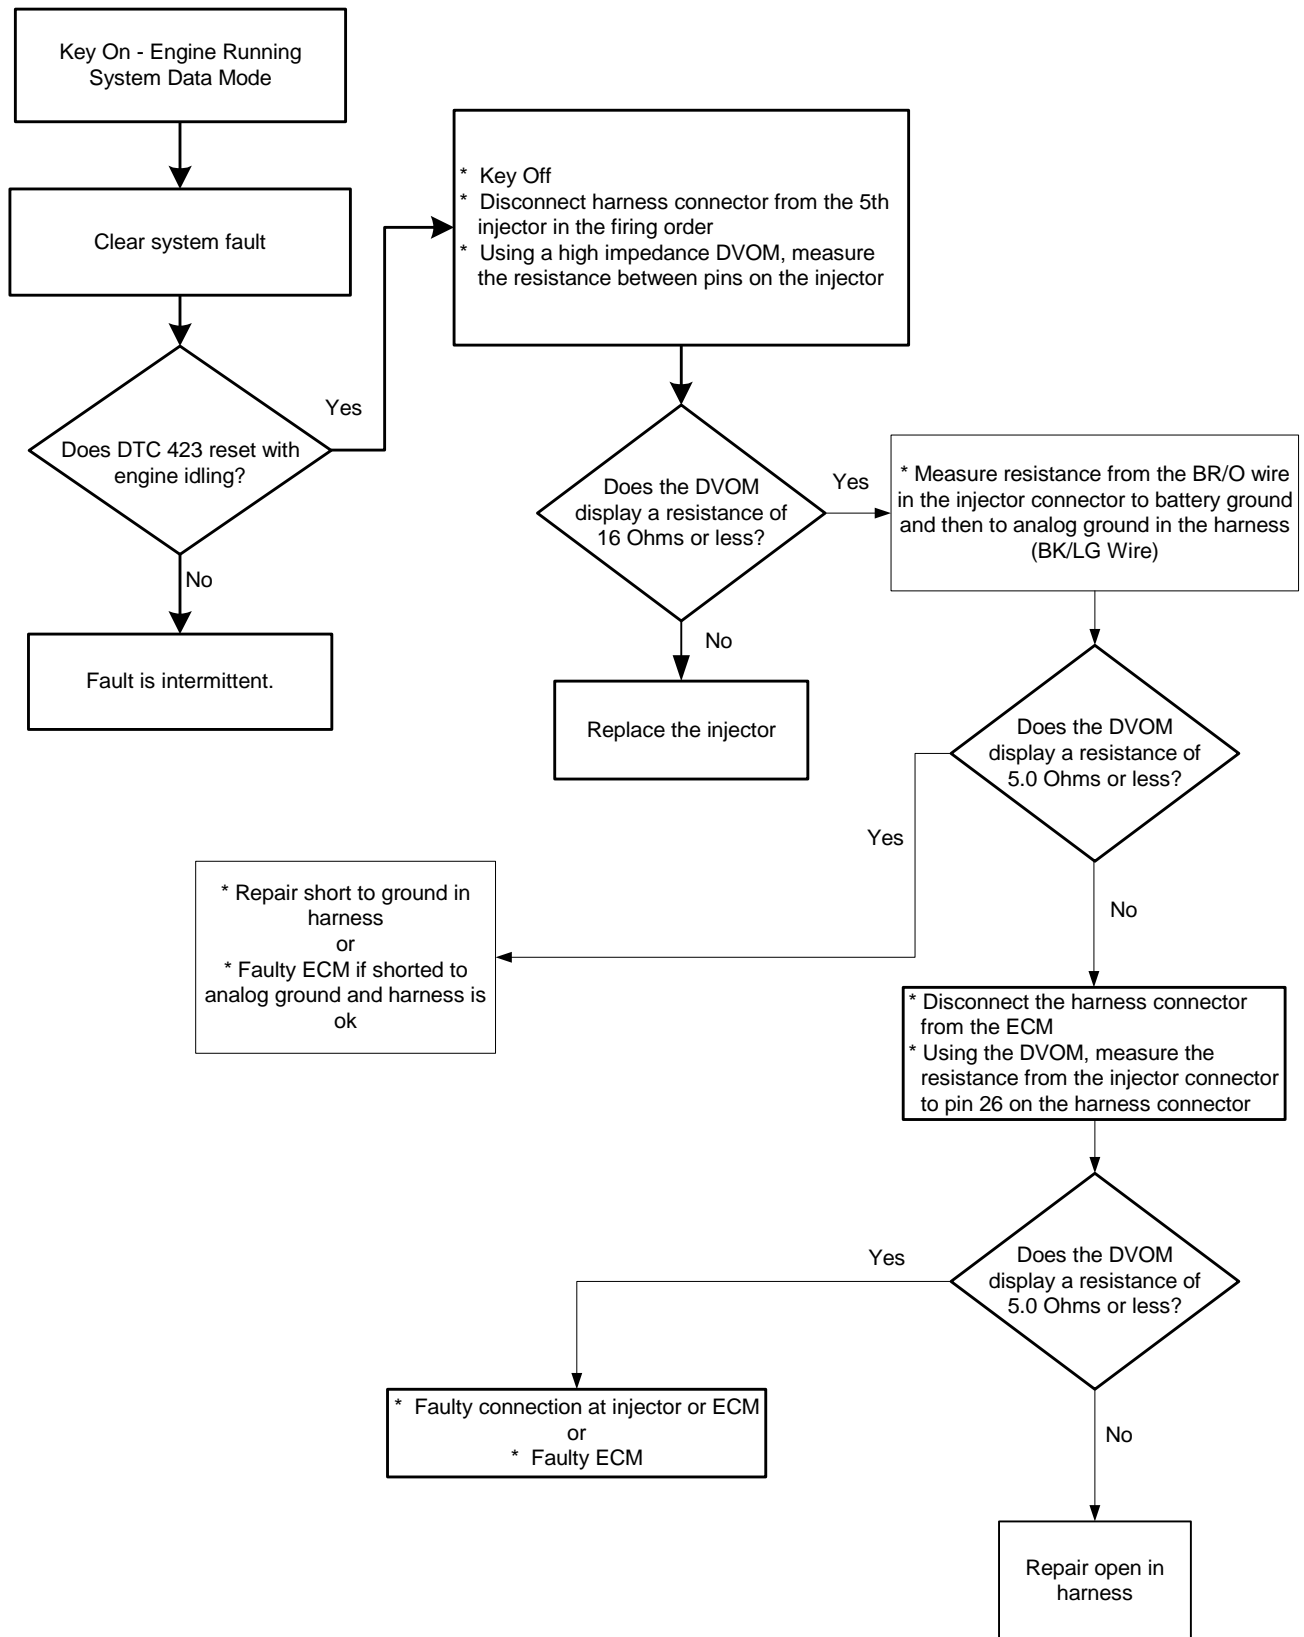 Key On - Engine Running
System Data Mode
Clear system fault
Does DTC 423 reset with
engine idling?
Yes
No
Fault is intermittent.
* Key Off
* Disconnect harness connector from the 5th
injector in the firing order
* Using a high impedance DVOM, measure
the resistance between pins on the injector
Does the DVOM
display a resistance of
16 Ohms or less?
Yes
No
Replace the injector
* Measure resistance from the BR/O wire
in the injector connector to battery ground
and then to analog ground in the harness
(BK/LG Wire)
Does the DVOM
display a resistance of
5.0 Ohms or less?
Yes
* Repair short to ground in
harness
or
* Faulty ECM if shorted to
analog ground and harness is
ok
No
* Disconnect the harness connector
from the ECM
* Using the DVOM, measure the
resistance from the injector connector
to pin 26 on the harness connector
Does the DVOM
display a resistance of
5.0 Ohms or less?
Yes
* Faulty connection at injector or ECM
or
* Faulty ECM
No
Repair open in
harness